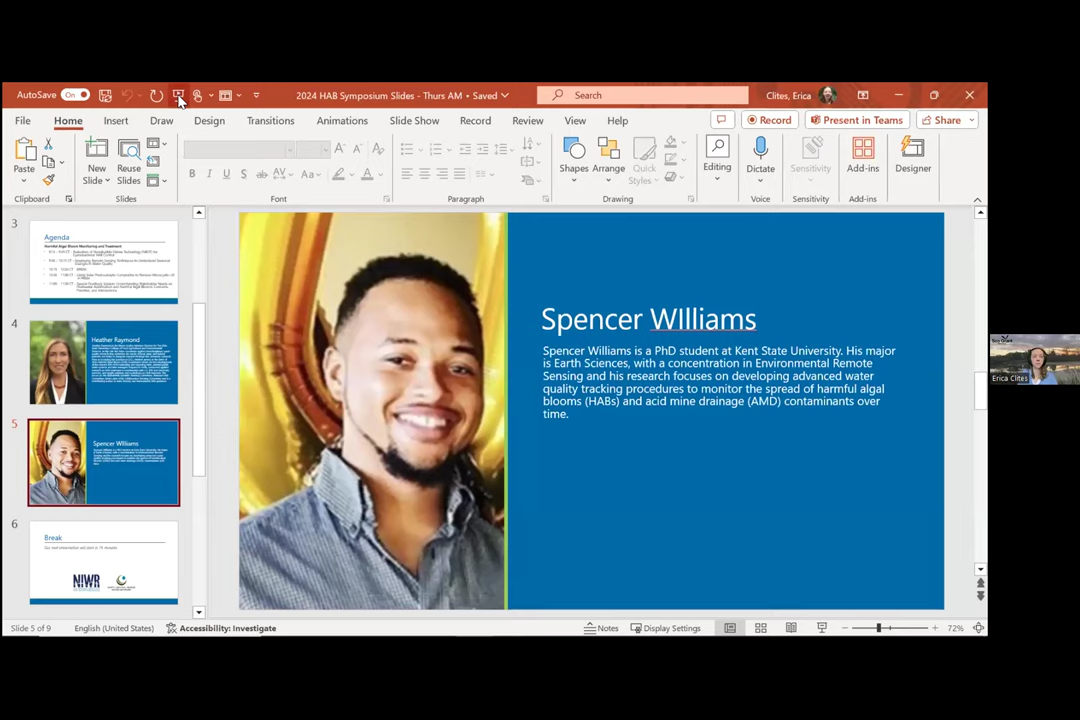 AutoSave On 2024 HAB Symposium Slides - Thurs AM • Saved Search Clites, Erica
File Home Insert Draw Design Transitions Animations Slide Show Record Review View Help Record Present in Teams Share
Paste New Slides Reuse Slides B I U S ab AV Aa A A A A Shapes Arrange Quick Styles Editing Dictate Sensitivity Add-ins Designer
Clipboard Slides Font Paragraph Drawing Voice Sensitivity Add-ins
3
Agenda
4
Heather Raymond
5
Spencer WIlliams
6
Break
NIWR
Spencer WIlliams
Spencer Williams is a PhD student at Kent State University. His major
is Earth Sciences, with a concentration in Environmental Remote
Sensing and his research focuses on developing advanced water
quality tracking procedures to monitor the spread of harmful algal
blooms (HABs) and acid mine drainage (AMD) contaminants over
time.
Erica Clites
Slide 5 of 9 English (United States) Accessibility: Investigate Notes Display Settings 72%